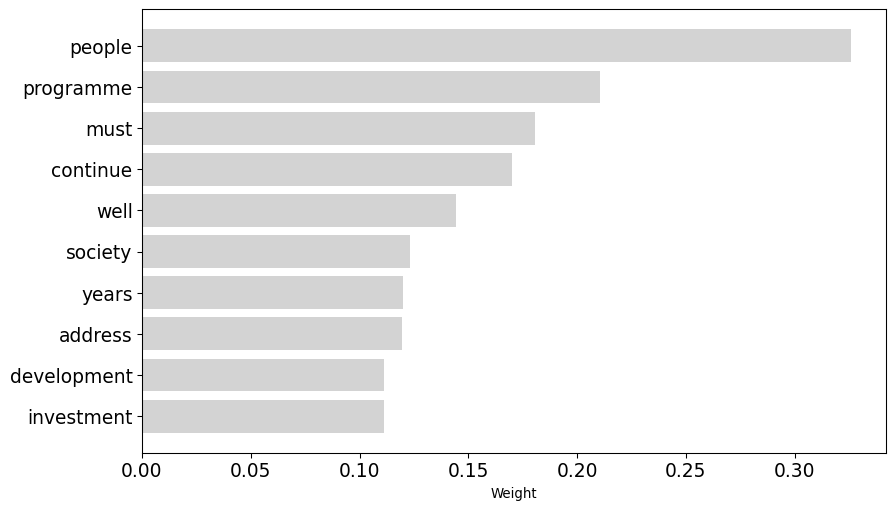 people
programme
must
continue
well
society
years
address
development
investment
0.00 0.05 0.10 0.15 0.20 0.25 0.30
Weight